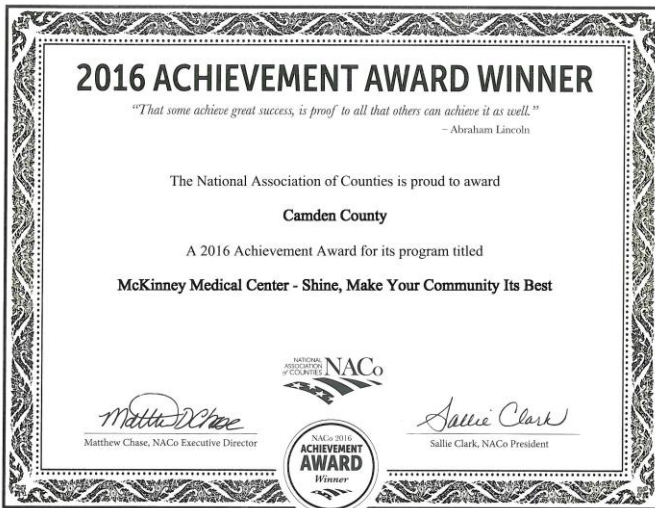 2016 ACHIEVEMENT AWARD WINNER
“That some achieve great success, is proof to all that others can achieve it as well.”
– Abraham Lincoln
The National Association of Counties is proud to award
Camden County
A 2016 Achievement Award for its program titled
McKinney Medical Center - Shine, Make Your Community Its Best
NATIONAL
ASSOCIATION
of COUNTIES NACo
Matthew D Chase
Matthew Chase, NACo Executive Director
Sallie Clark
Sallie Clark, NACo President
NACo 2016
ACHIEVEMENT
AWARD
Winner